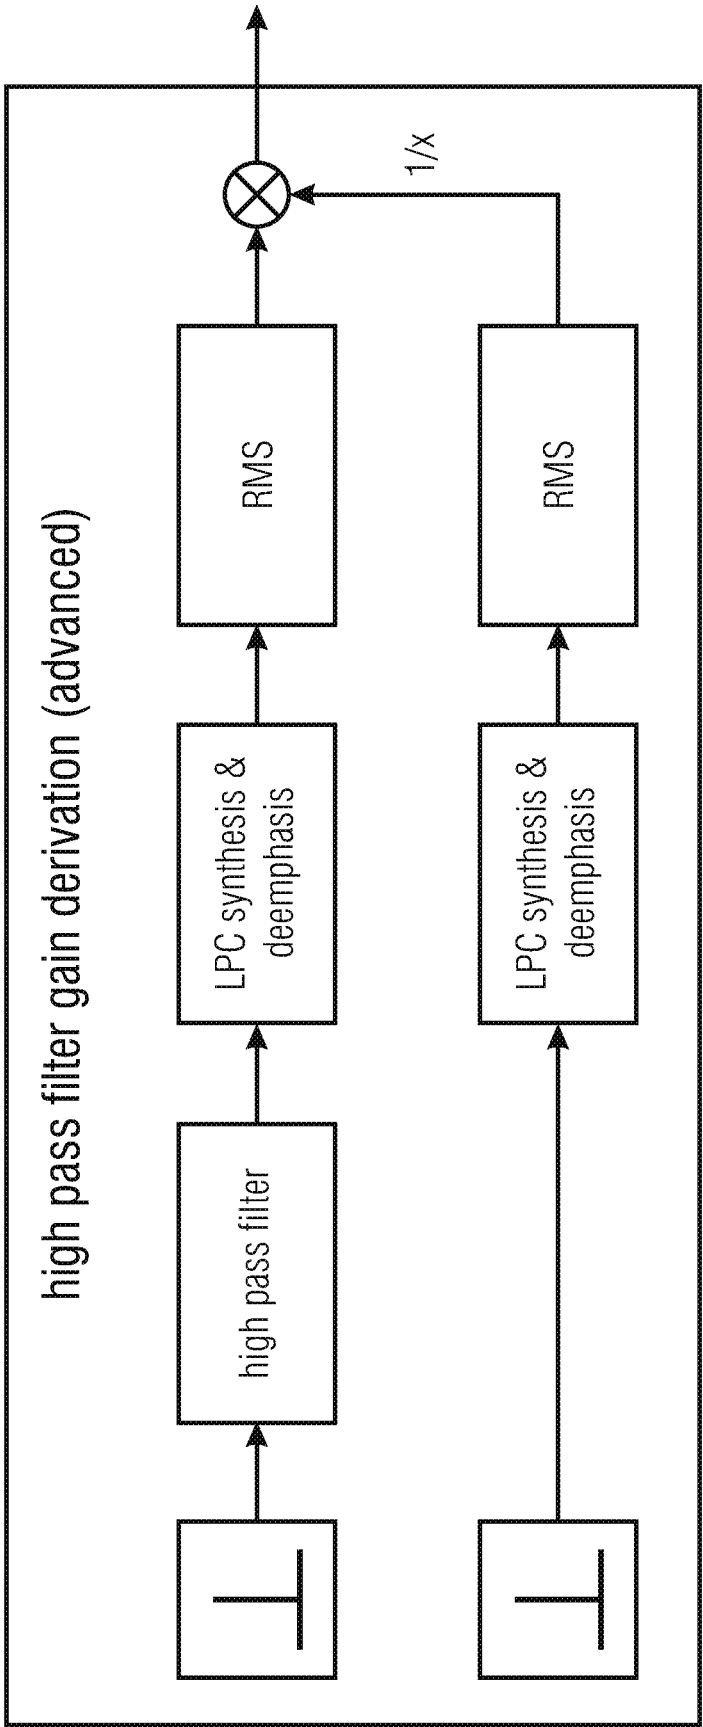 high pass filter gain derivation (advanced)
high pass filter
LPC synthesis &
deemphasis
RMS
1/x
LPC synthesis &
deemphasis
RMS